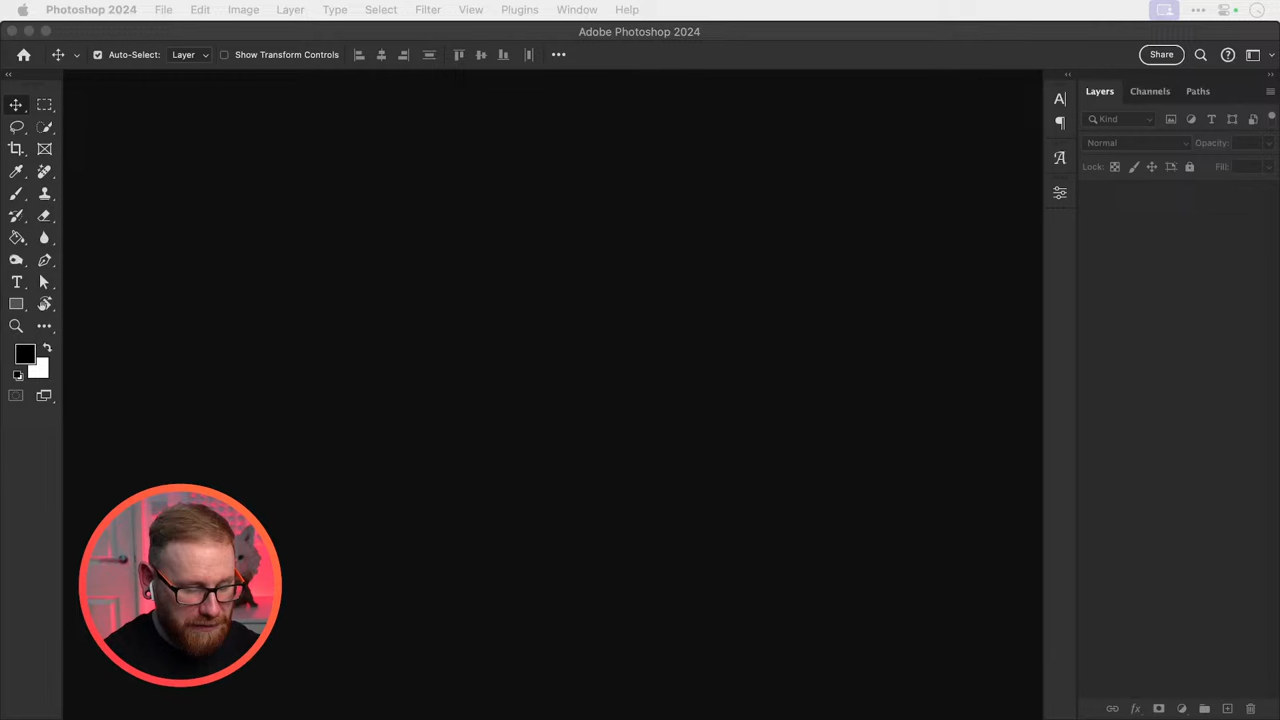 Photoshop 2024 File Edit Image Layer Type Select Filter View Plugins Window Help
Adobe Photoshop 2024
Auto-Select: Layer Show Transform Controls Share
Layers Channels Paths
Kind
Normal Opacity:
Lock: Fill: